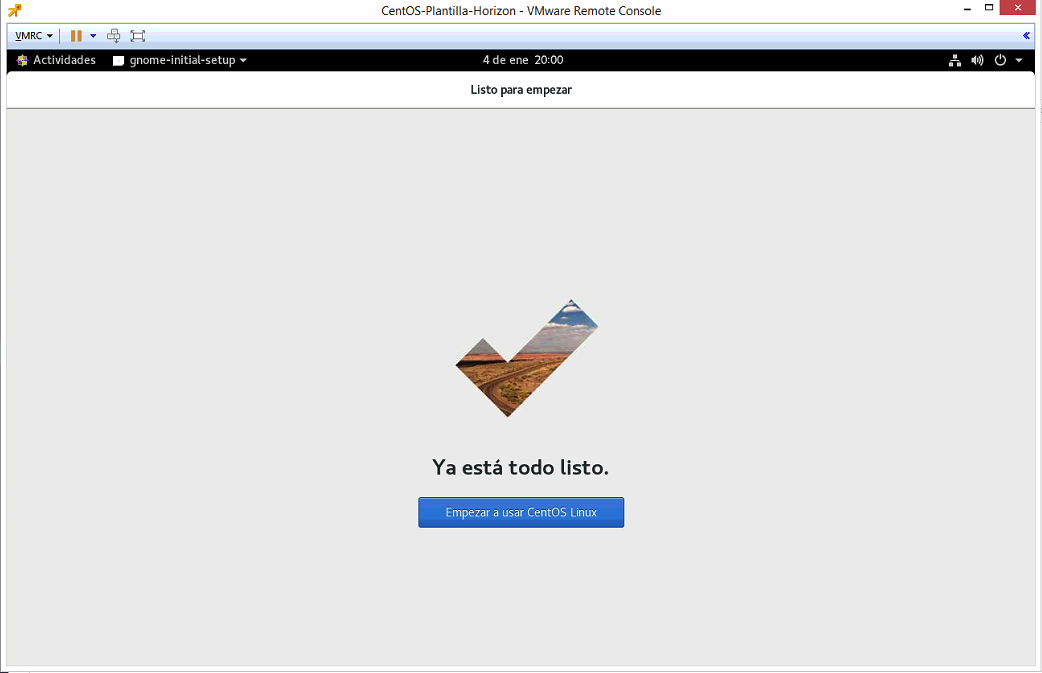 CentOS-Plantilla-Horizon - VMware Remote Console
VMRC
Actividades gnome-initial-setup 4 de ene 20:00
Listo para empezar
Ya está todo listo.
Empezar a usar CentOS Linux